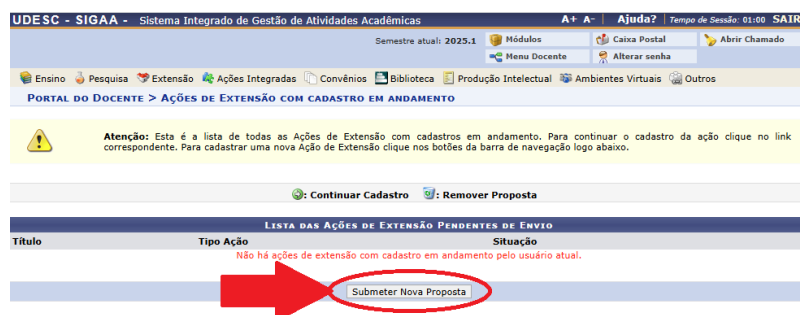 UDESC - SIGAA - Sistema Integrado de Gestão de Atividades Acadêmicas A+ A- Ajuda? Tempo de Sessão: 01:00 SAIR
Semestre atual: 2025.1 Módulos Caixa Postal Abrir Chamado
Menu Docente Alterar senha
Ensino Pesquisa Extensão Ações Integradas Convênios Biblioteca Produção Intelectual Ambientes Virtuais Outros
Portal do Docente > Ações de Extensão com cadastro em andamento
Atenção: Esta é a lista de todas as Ações de Extensão com cadastros em andamento. Para continuar o cadastro da ação clique no link
correspondente. Para cadastrar uma nova Ação de Extensão clique nos botões da barra de navegação logo abaixo.
: Continuar Cadastro : Remover Proposta
Lista das Ações de Extensão Pendentes de Envio
Título Tipo Ação Situação
Não há ações de extensão com cadastro em andamento pelo usuário atual.
Submeter Nova Proposta